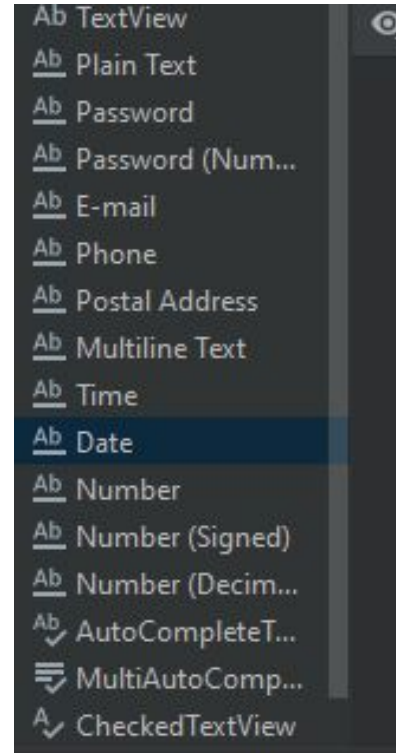 Ab TextView
Ab Plain Text
Ab Password
Ab Password (Num...
Ab E-mail
Ab Phone
Ab Postal Address
Ab Multiline Text
Ab Time
Ab Date
Ab Number
Ab Number (Signed)
Ab Number (Decim...
Ab AutoCompleteT...
MultiAutoComp...
A CheckedTextView